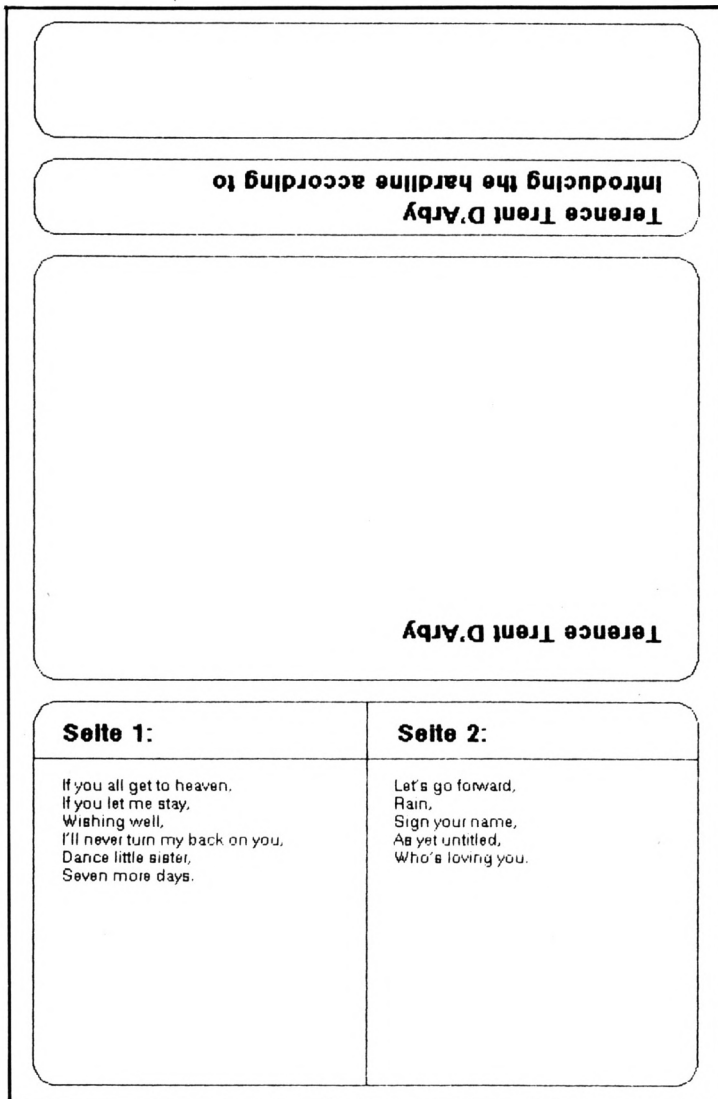 Introducing the hardline according to
Terence Trent D'Arby
Terence Trent D'Arby
Seite 1:
If you all get to heaven,
If you let me stay,
Wishing well,
I'll never turn my back on you,
Dance little sister,
Seven more days.
Seite 2:
Let's go forward,
Rain,
Sign your name,
As yet untitled,
Who's loving you.